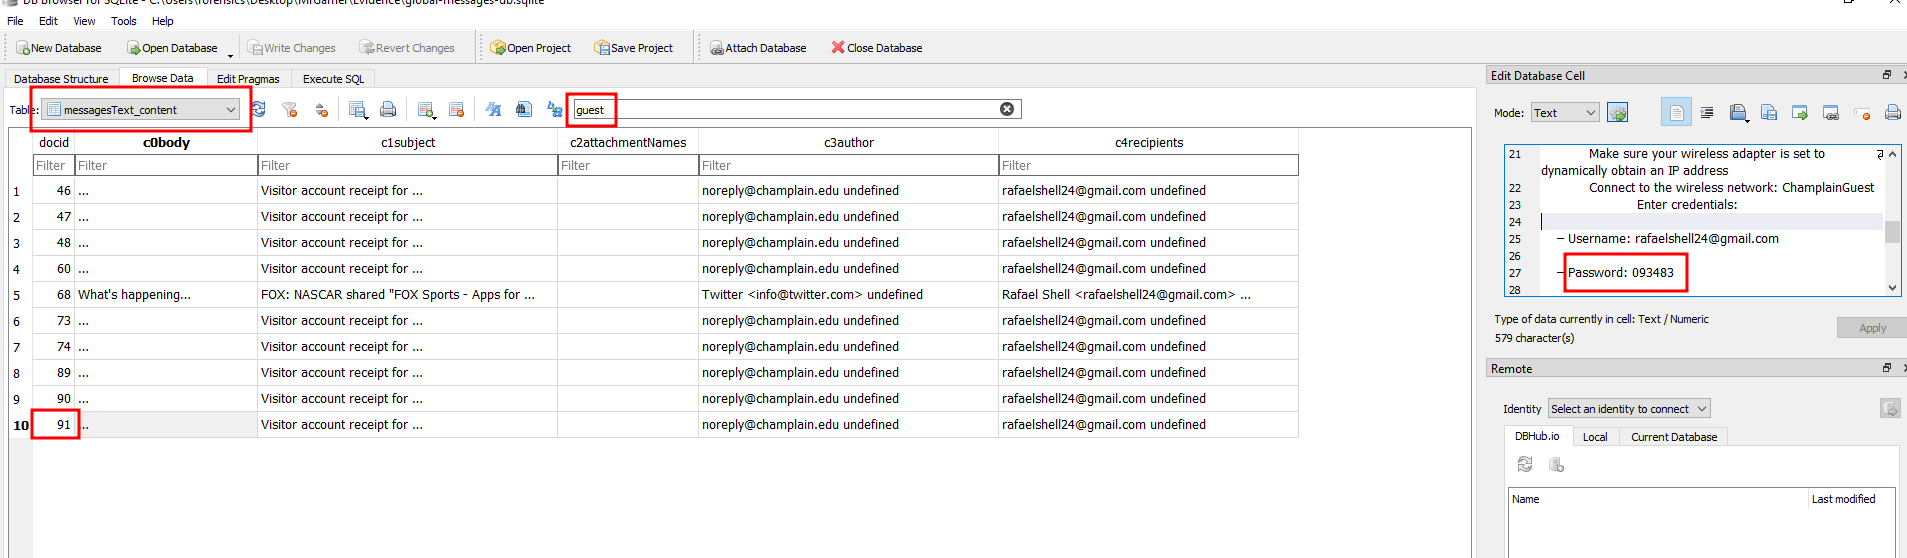 DB Browser for SQLite - C:\Users\forensics\Desktop\MrGamer\Evidence\global-messages-db.sqlite
File Edit View Tools Help
New Database Open Database Write Changes Revert Changes Open Project Save Project Attach Database Close Database
Database Structure Browse Data Edit Pragmas Execute SQL
Table: messagesText_content guest
docid c0body c1subject c2attachmentNames c3author c4recipients
Filter Filter Filter Filter Filter Filter
1 46 ... Visitor account receipt for ... noreply@champlain.edu undefined rafaelshell24@gmail.com undefined
2 47 ... Visitor account receipt for ... noreply@champlain.edu undefined rafaelshell24@gmail.com undefined
3 48 ... Visitor account receipt for ... noreply@champlain.edu undefined rafaelshell24@gmail.com undefined
4 60 ... Visitor account receipt for ... noreply@champlain.edu undefined rafaelshell24@gmail.com undefined
5 68 What's happening... FOX: NASCAR shared "FOX Sports - Apps for ... Twitter <info@twitter.com> undefined Rafael Shell <rafaelshell24@gmail.com> ...
6 73 ... Visitor account receipt for ... noreply@champlain.edu undefined rafaelshell24@gmail.com undefined
7 74 ... Visitor account receipt for ... noreply@champlain.edu undefined rafaelshell24@gmail.com undefined
8 89 ... Visitor account receipt for ... noreply@champlain.edu undefined rafaelshell24@gmail.com undefined
9 90 ... Visitor account receipt for ... noreply@champlain.edu undefined rafaelshell24@gmail.com undefined
10 91 ... Visitor account receipt for ... noreply@champlain.edu undefined rafaelshell24@gmail.com undefined
Edit Database Cell
Mode: Text
21 Make sure your wireless adapter is set to
dynamically obtain an IP address
22 Connect to the wireless network: ChamplainGuest
23 Enter credentials:
24
25 – Username: rafaelshell24@gmail.com
26
27 – Password: 093483
28
Type of data currently in cell: Text / Numeric
579 character(s)
Apply
Remote
Identity Select an identity to connect
DBHub.io Local Current Database
Name Last modified